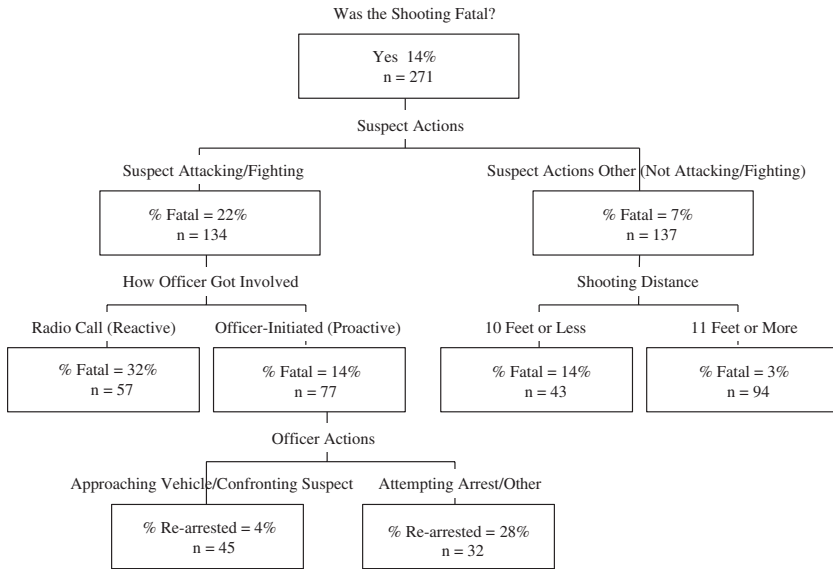 Was the Shooting Fatal?
Yes 14%
n = 271
Suspect Actions
Suspect Attacking/Fighting
Suspect Actions Other (Not Attacking/Fighting)
% Fatal = 22%
n = 134
% Fatal = 7%
n = 137
How Officer Got Involved
Shooting Distance
Radio Call (Reactive)
Officer-Initiated (Proactive)
10 Feet or Less
11 Feet or More
% Fatal = 32%
n = 57
% Fatal = 14%
n = 77
% Fatal = 14%
n = 43
% Fatal = 3%
n = 94
Officer Actions
Approaching Vehicle/Confronting Suspect
Attempting Arrest/Other
% Re-arrested = 4%
n = 45
% Re-arrested = 28%
n = 32